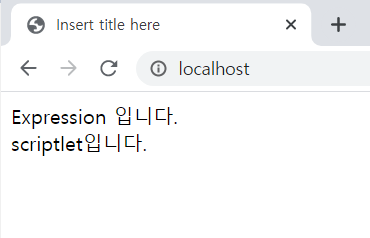 Insert title here
localhost
Expression 입니다.
scriptlet입니다.